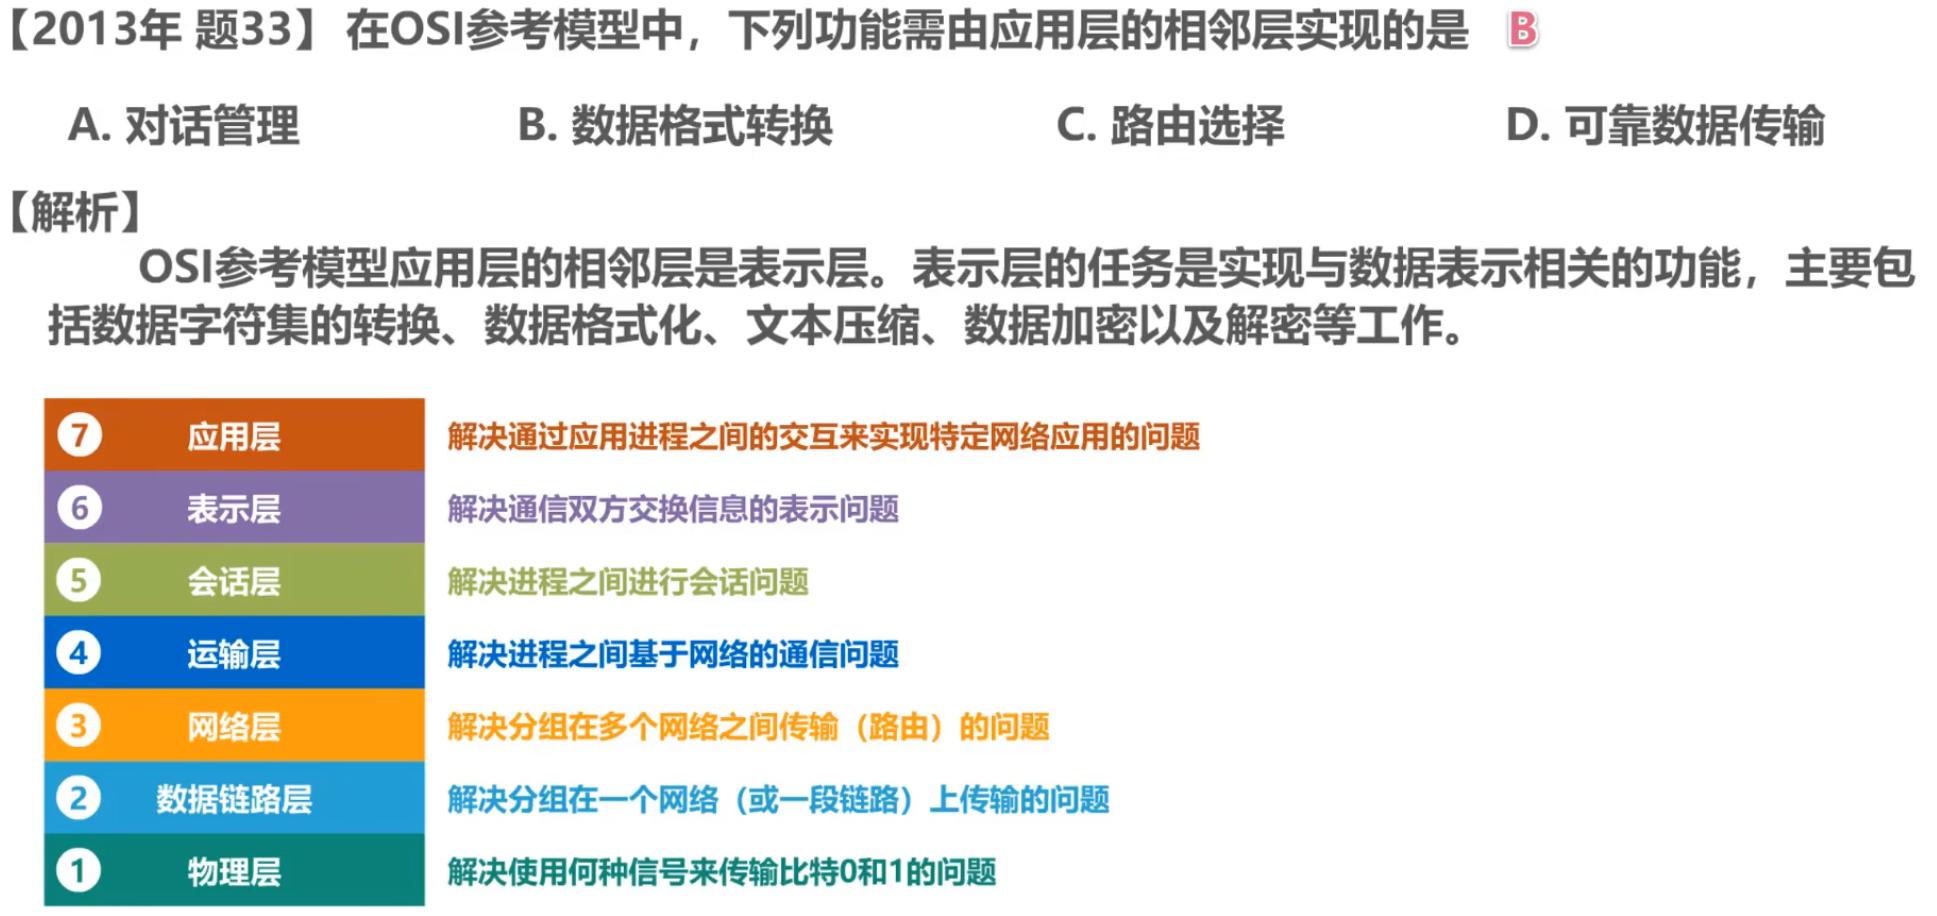 【2013年 题33】 在OSI参考模型中，下列功能需由应用层的相邻层实现的是 B
A. 对话管理 B. 数据格式转换 C. 路由选择 D. 可靠数据传输
【解析】
OSI参考模型应用层的相邻层是表示层。表示层的任务是实现与数据表示相关的功能，主要包
括数据字符集的转换、数据格式化、文本压缩、数据加密以及解密等工作。
7 应用层 解决通过应用进程之间的交互来实现特定网络应用的问题
6 表示层 解决通信双方交换信息的表示问题
5 会话层 解决进程之间进行会话问题
4 运输层 解决进程之间基于网络的通信问题
3 网络层 解决分组在多个网络之间传输（路由）的问题
2 数据链路层 解决分组在一个网络（或一段链路）上传输的问题
1 物理层 解决使用何种信号来传输比特0和1的问题